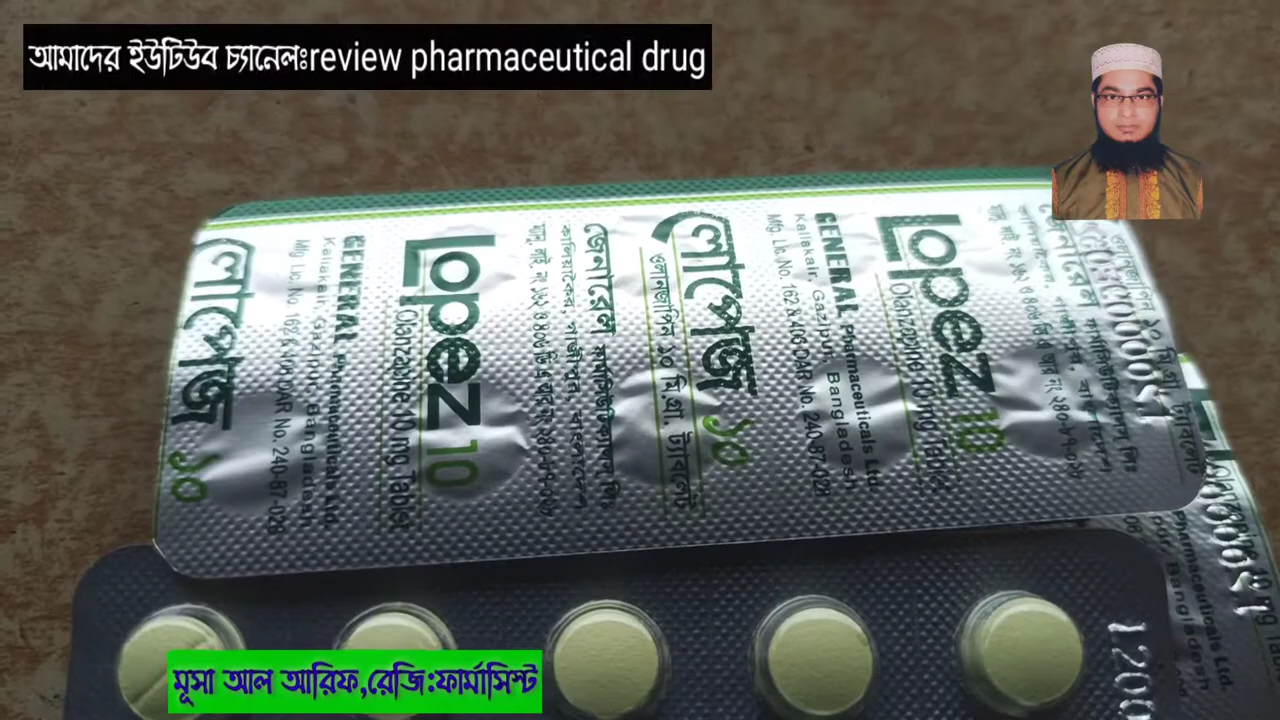 আমাদের ইউটিউব চ্যানেলঃreview pharmaceutical drug
লোপেজ ১০
GENERAL Pharmaceuticals Ltd.
Kaliakair, Gazipur, Bangladesh
Mfg. Lic. No. 162 & 406 DAR No. 240-87-028
Lopez 10
Olanzapine 10 mg Tablet
জেনারেল ফার্মাসিউটিক্যালস লিঃ
কালিয়াকৈর, গাজীপুর, বাংলাদেশ
লোপেজ ১০
ওলানজাপিন ১০ মি.গ্রা. ট্যাবলেট
GENERAL Pharmaceuticals Ltd.
Kaliakair, Gazipur, Bangladesh
Mfg. Lic. No. 162 & 406 DAR No. 240-87-028
Lopez 10
Olanzapine 10 mg Tablet
মূসা আল আরিফ,রেজি:ফার্মাসিস্ট